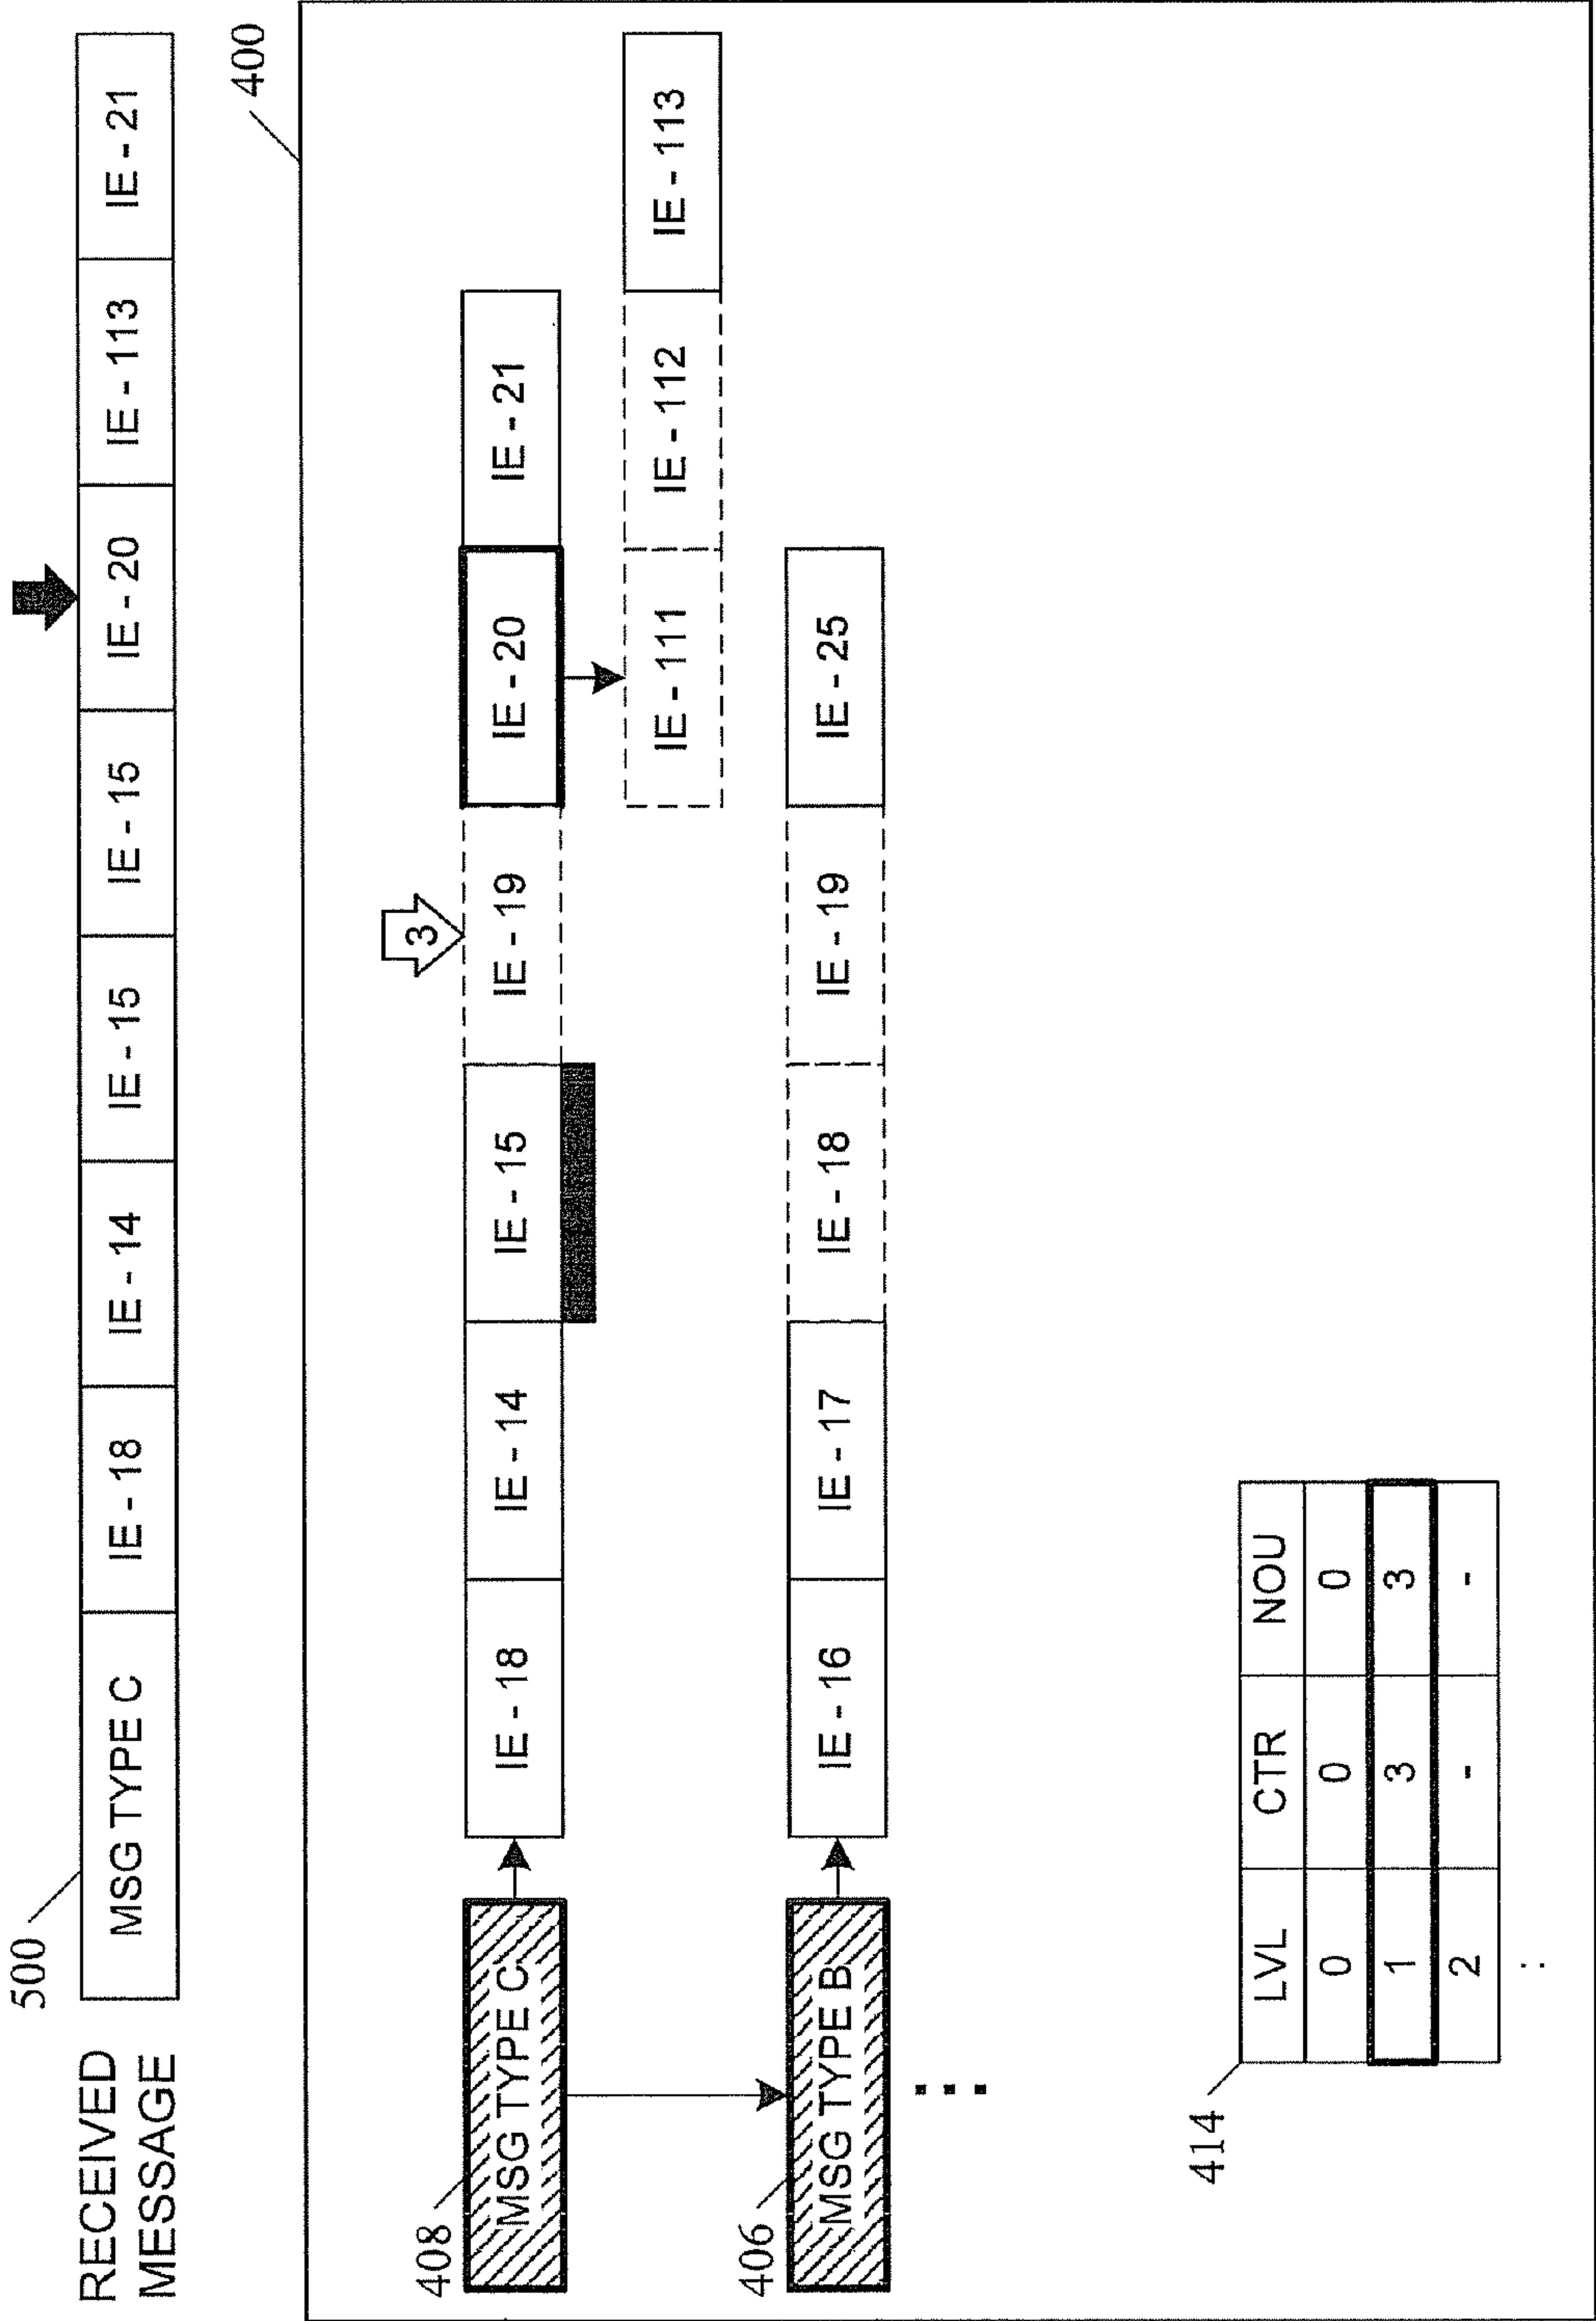 RECEIVED
MESSAGE
500
MSG TYPE C IE - 18 IE - 14 IE - 15 IE - 15 IE - 20 IE - 113 IE - 21
400
3
408
MSG TYPE C IE - 18 IE - 14 IE - 15 IE - 19 IE - 20 IE - 21
IE - 111 IE - 112 IE - 113
406
MSG TYPE B IE - 16 IE - 17 IE - 18 IE - 19 IE - 25
414
LVL CTR NOU
0 0 0
1 3 3
2 - -
: